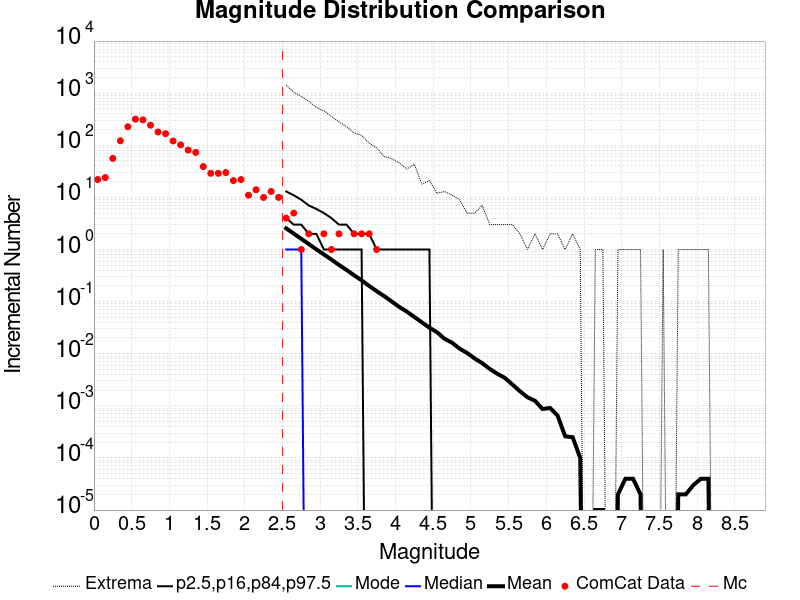 Magnitude Distribution Comparison
10^4
10^3
10^2
10^1
10^0
10^-1
10^-2
10^-3
10^-4
10^-5
Incremental Number
0 0.5 1 1.5 2 2.5 3 3.5 4 4.5 5 5.5 6 6.5 7 7.5 8 8.5
Magnitude
Extrema p2.5,p16,p84,p97.5 Mode Median Mean ComCat Data Mc